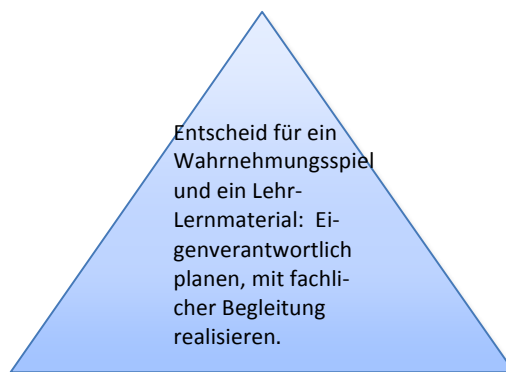 Entscheid für ein
Wahrnehmungsspiel
und ein Lehr-
Lernmaterial:  Ei-
genverantwortlich
planen, mit fachli-
cher Begleitung
realisieren.